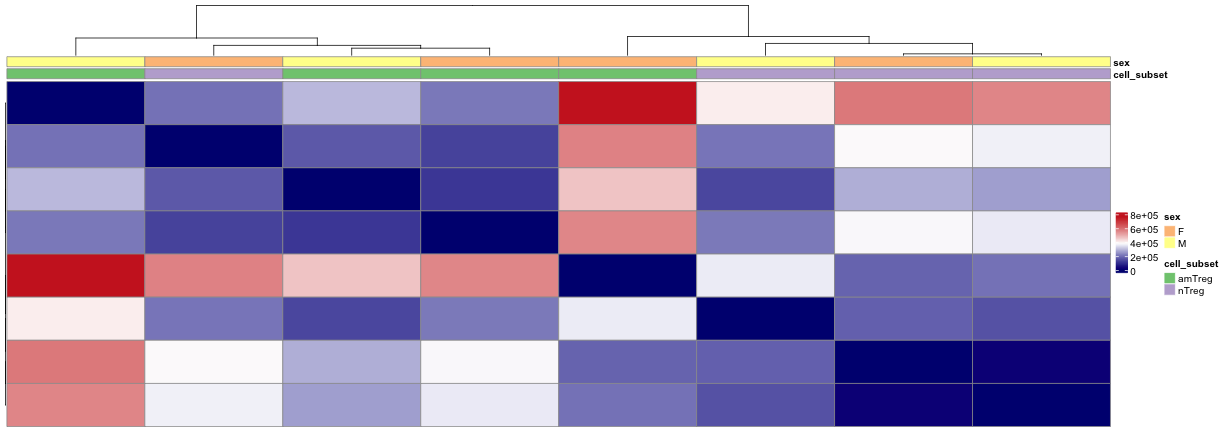 sex
cell_subset
8e+05
6e+05
4e+05
2e+05
0
sex
F
M
cell_subset
amTreg
nTreg